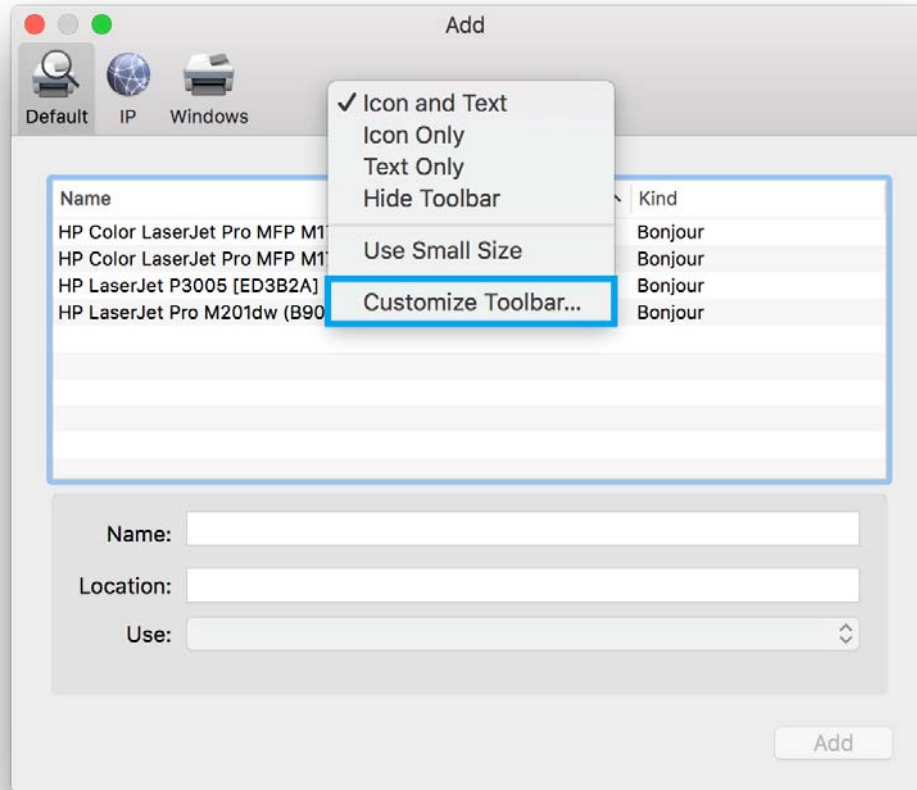 Add
Default IP Windows
✓ Icon and Text
Icon Only
Text Only
Hide Toolbar
Use Small Size
Customize Toolbar...
Name Kind
HP Color LaserJet Pro MFP M17 Bonjour
HP Color LaserJet Pro MFP M17 Bonjour
HP LaserJet P3005 [ED3B2A] Bonjour
HP LaserJet Pro M201dw (B90 Bonjour
Name:
Location:
Use:
Add